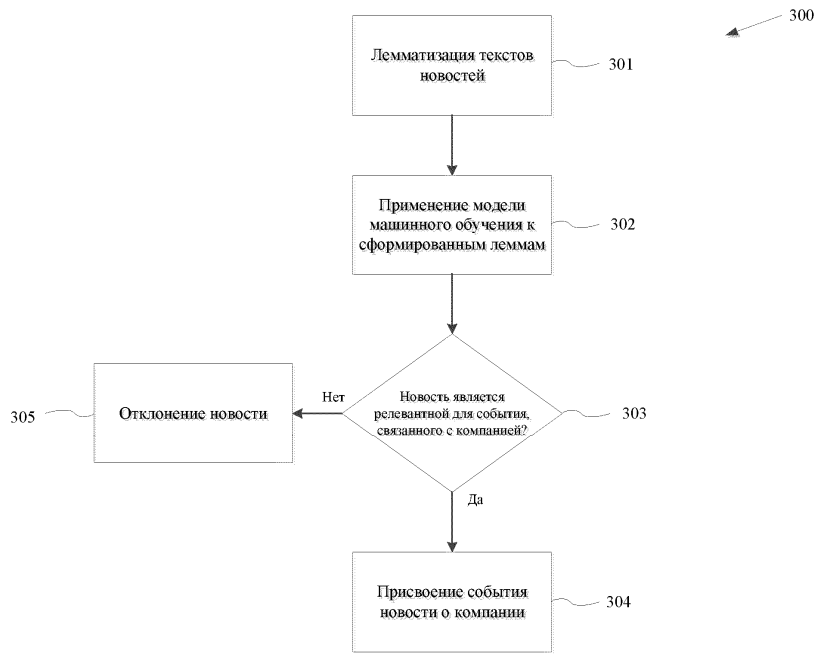 300
Лемматизация текстов
новостей
301
Применение модели
машинного обучения к
сформированным леммам
302
Новость является
релевантной для события,
связанного с компанией?
303
Нет
Отклонение новости
305
Да
Присвоение события
новости о компании
304